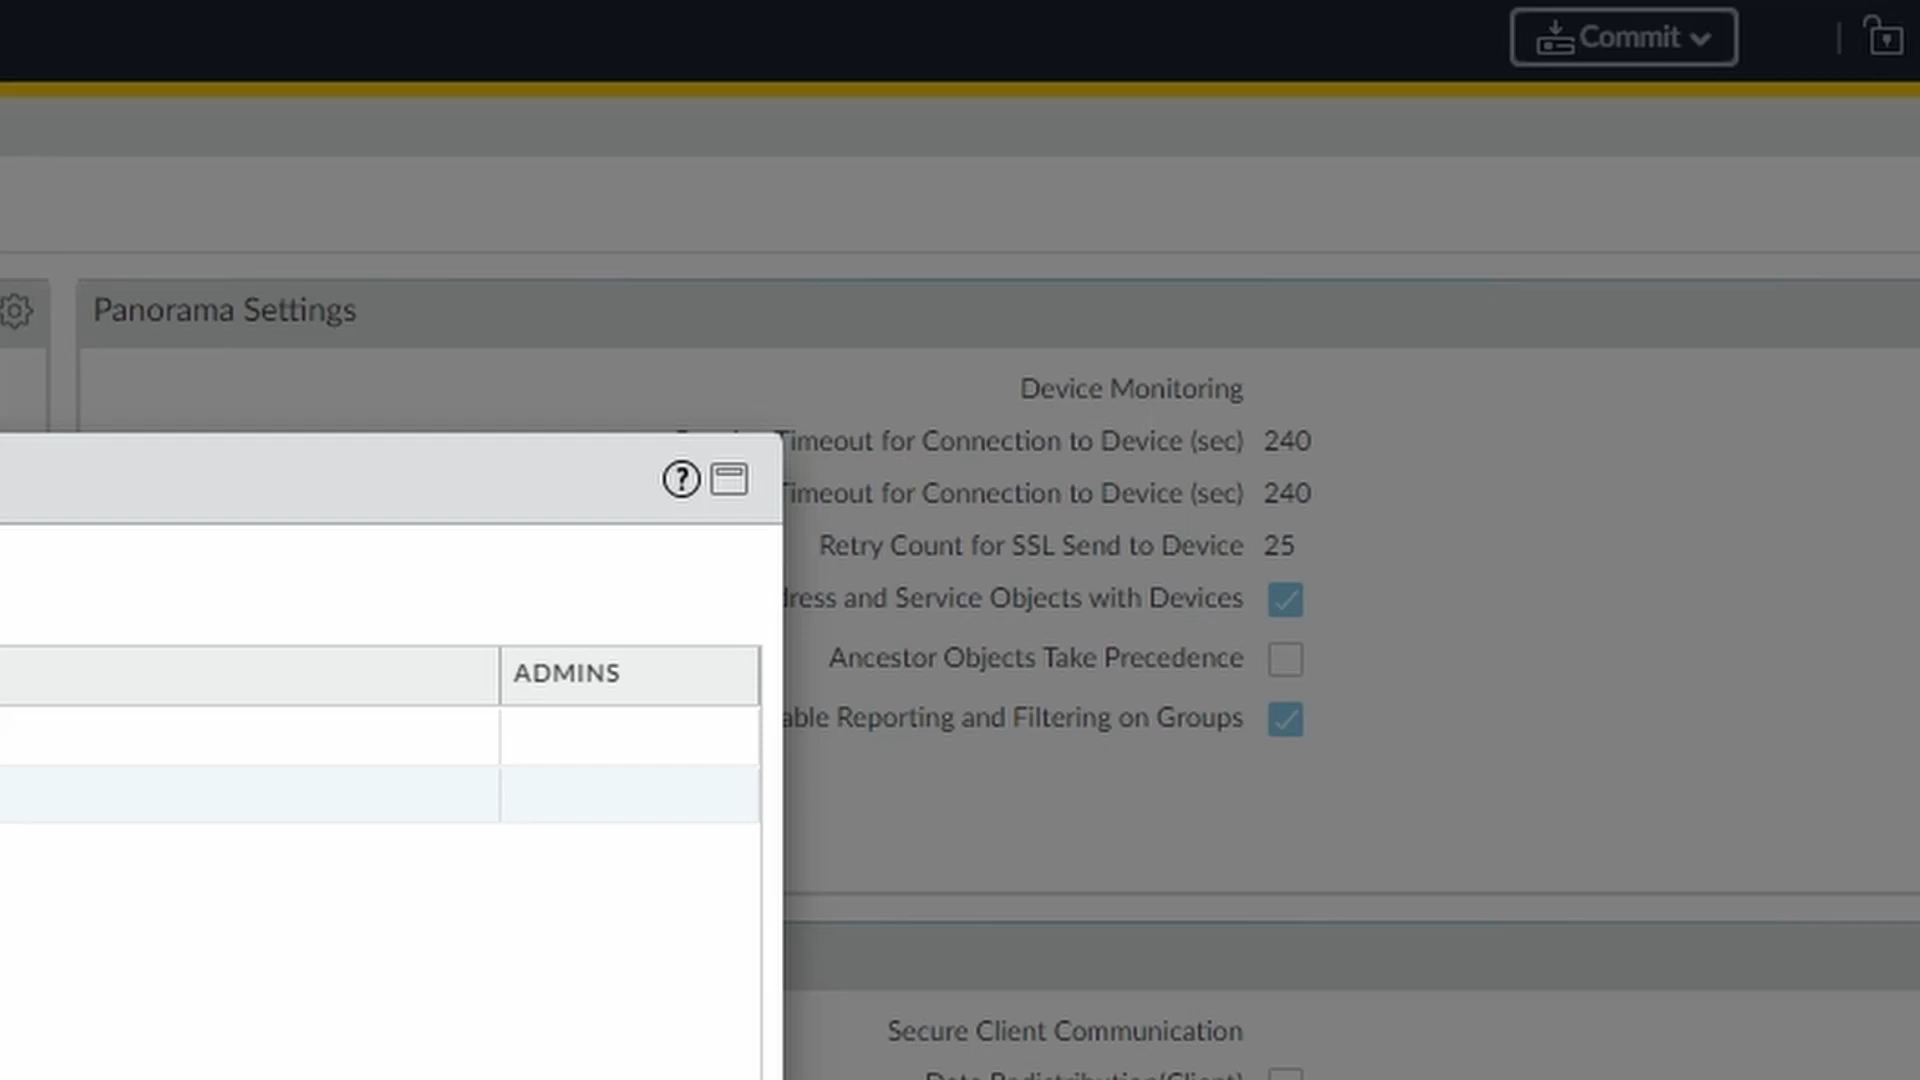 Commit
Panorama Settings
Device Monitoring
Timeout for Connection to Device (sec) 240
Timeout for Connection to Device (sec) 240
Retry Count for SSL Send to Device 25
and Service Objects with Devices
Ancestor Objects Take Precedence
Reporting and Filtering on Groups
ADMINS
Secure Client Communication